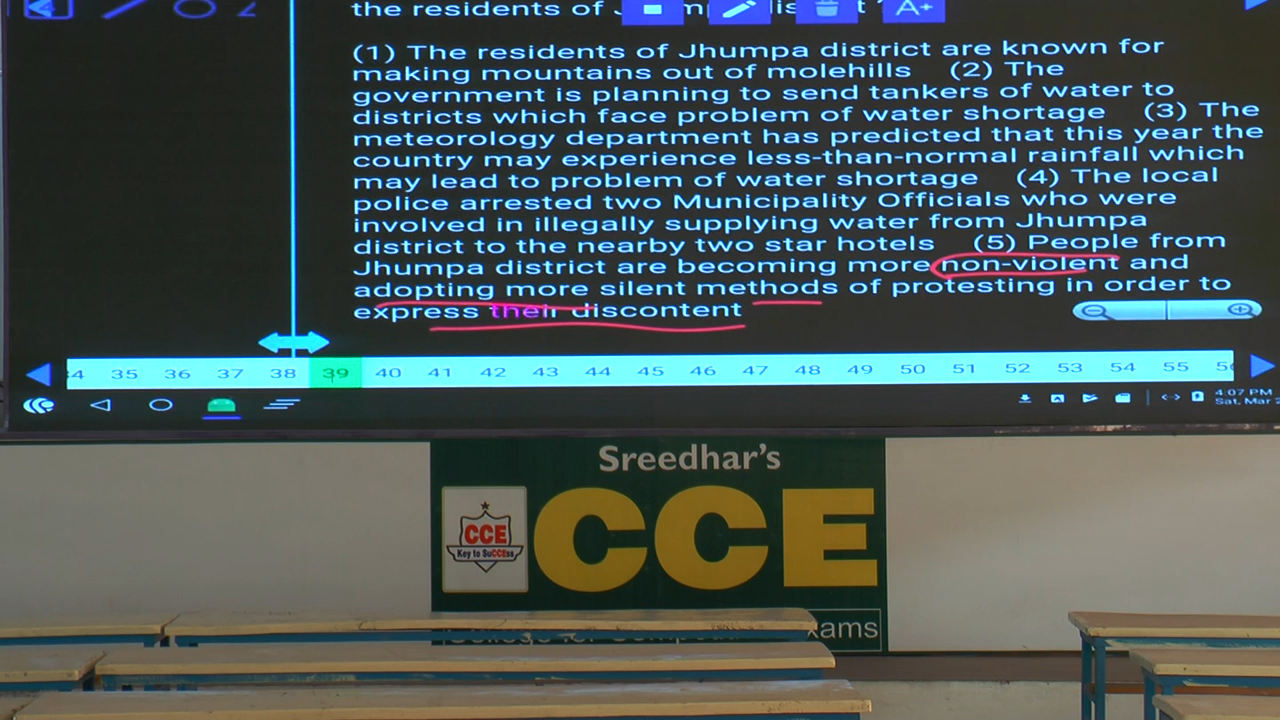 the residents of
A+
(1) The residents of Jhumpa district are known for
making mountains out of molehills (2) The
government is planning to send tankers of water to
districts which face problem of water shortage (3) The
meteorology department has predicted that this year the
country may experience less-than-normal rainfall which
may lead to problem of water shortage (4) The local
police arrested two Municipality Officials who were
involved in illegally supplying water from Jhumpa
district to the nearby two star hotels (5) People from
Jhumpa district are becoming more non-violent and
adopting more silent methods of protesting in order to
express their discontent
35 36 37 38 39 40 41 42 43 44 45 46 47 48 49 50 51 52 53 54 55
4:07 PM
Sat, Mar
Sreedhar's
CCE
CCE
Key to SuCCEss